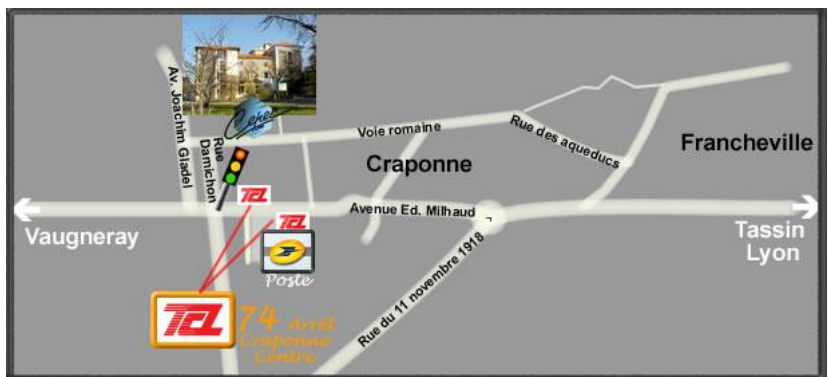 Av. Joachim Gladel
Rue
Damichon
Voie romaine
Rue des aqueducs
Craponne
Francheville
TCL
Avenue Ed. Milhaud
TCL
Vaugneray
Tassin
Lyon
Poste
Rue du 11 novembre 1918
TCL
74 Arrêt
Craponne
Centre